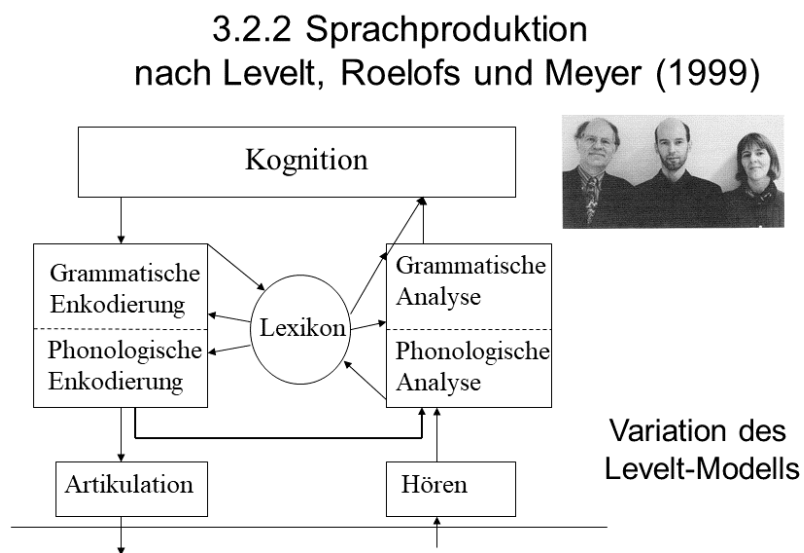 3.2.2 Sprachproduktion
nach Levelt, Roelofs und Meyer (1999)
Kognition
Grammatische
Enkodierung
Phonologische
Enkodierung
Lexikon
Grammatische
Analyse
Phonologische
Analyse
Artikulation
Hören
Variation des
Levelt-Modells